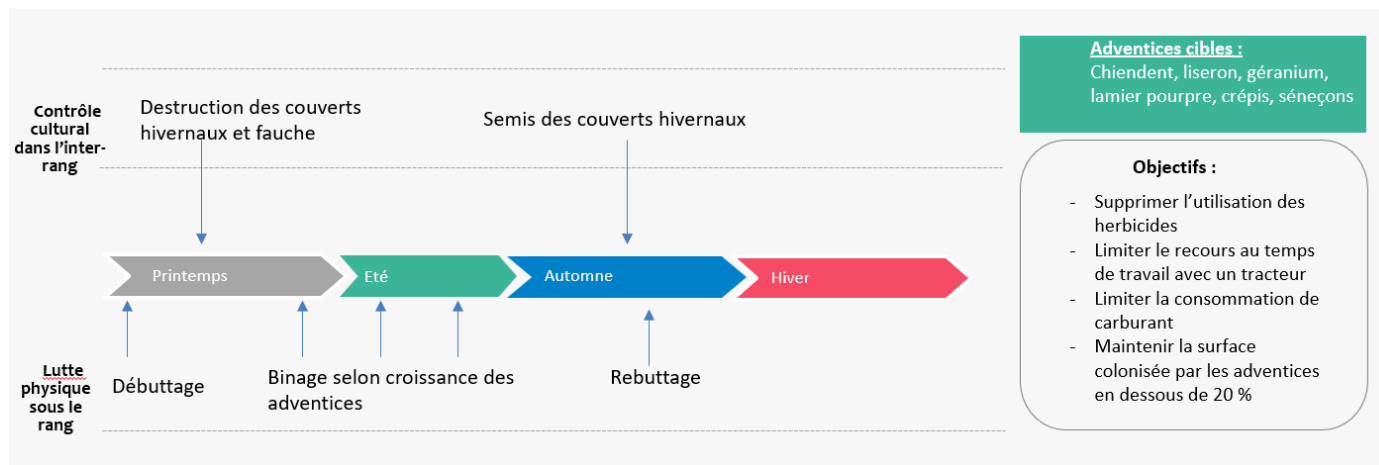 Contrôle
cultural
dans l'inter-
rang
Destruction des couverts
hivernaux et fauche
Semis des couverts hivernaux
Printemps
Eté
Automne
Hiver
Lutte
physique
sous le
rang
Débuttage
Binage selon croissance des
adventices
Rebuttage
Adventices cibles :
Chiendent, liseron, géranium,
lamier pourpre, crépis, séneçons
Objectifs :
- Supprimer l'utilisation des
herbicides
- Limiter le recours au temps
de travail avec un tracteur
- Limiter la consommation de
carburant
- Maintenir la surface
colonisée par les adventices
en dessous de 20 %